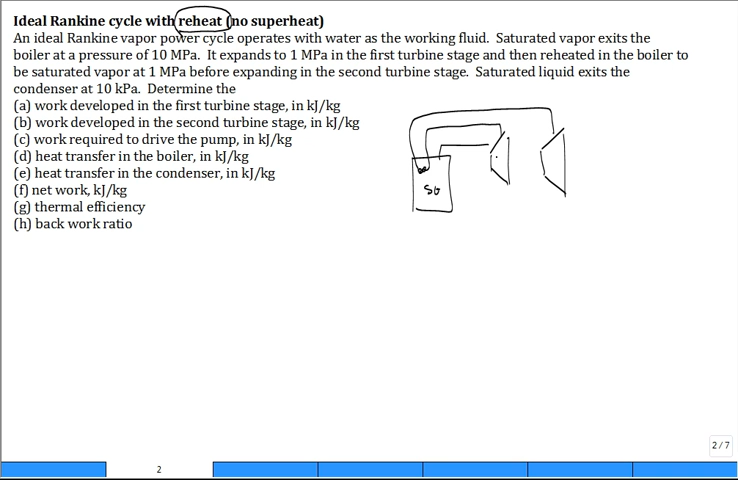 Ideal Rankine cycle with reheat (no superheat)
An ideal Rankine vapor power cycle operates with water as the working fluid.  Saturated vapor exits the
boiler at a pressure of 10 MPa.  It expands to 1 MPa in the first turbine stage and then reheated in the boiler to
be saturated vapor at 1 MPa before expanding in the second turbine stage.  Saturated liquid exits the
condenser at 10 kPa.  Determine the
(a) work developed in the first turbine stage, in kJ/kg
(b) work developed in the second turbine stage, in kJ/kg
(c) work required to drive the pump, in kJ/kg
(d) heat transfer in the boiler, in kJ/kg
(e) heat transfer in the condenser, in kJ/kg
(f) net work, kJ/kg
(g) thermal efficiency
(h) back work ratio
SG
2 / 7
2